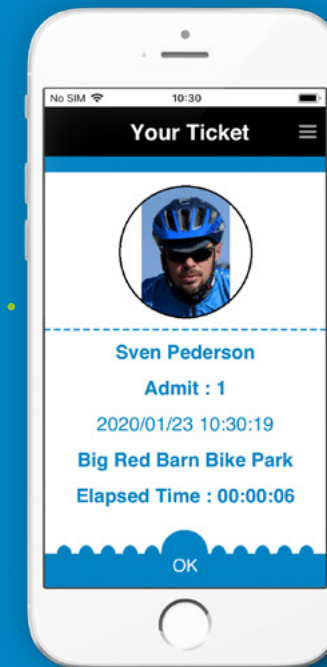 No SIM 10:30
Your Ticket
Sven Pederson
Admit : 1
2020/01/23 10:30:19
Big Red Barn Bike Park
Elapsed Time : 00:00:06
OK